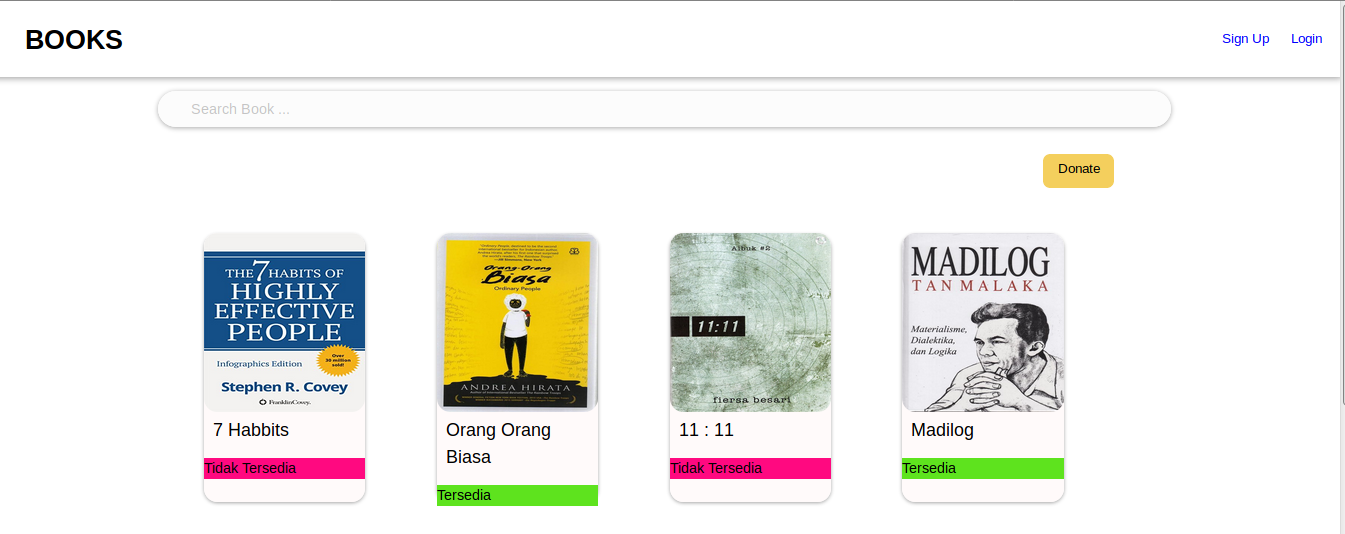 BOOKS
Sign Up
Login
Search Book ...
Donate
THE 7 HABITS OF
HIGHLY
EFFECTIVE
PEOPLE
Infographics Edition
Over
30 million
sold!
Stephen R. Covey
FranklinCovey.
7 Habbits
Tidak Tersedia
Orang-Orang
Biasa
Ordinary People
ANDREA HIRATA
Orang Orang
Biasa
Tersedia
Albuk #2
11:11
fiersa besari
11 : 11
Tidak Tersedia
MADILOG
TAN MALAKA
Materialisme,
Dialektika,
dan Logika
Madilog
Tersedia